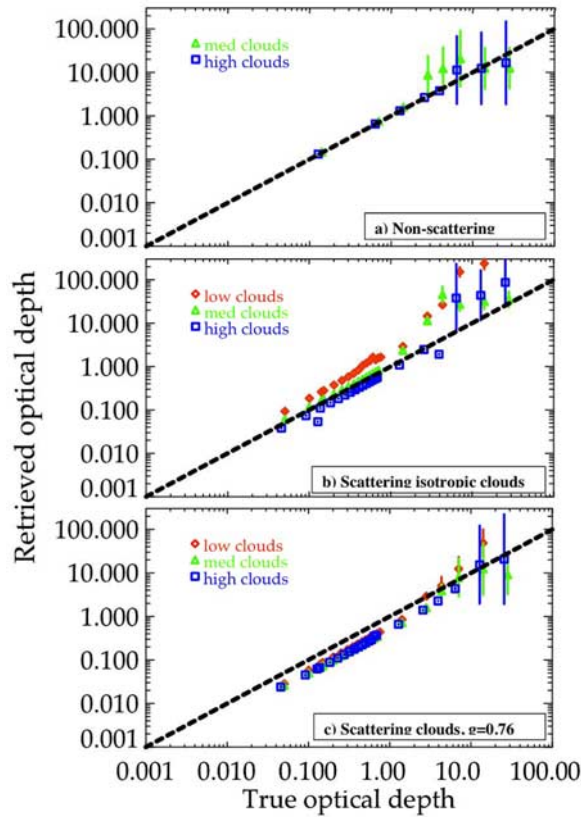 100.000
10.000
1.000
0.100
0.010
0.001
med clouds
high clouds
a) Non-scattering
100.000
10.000
1.000
0.100
0.010
0.001
low clouds
med clouds
high clouds
b) Scattering isotropic clouds
100.000
10.000
1.000
0.100
0.010
0.001
low clouds
med clouds
high clouds
c) Scattering clouds, g=0.76
0.001
0.010
0.100
1.00
10.0
100.00
True optical depth
Retrieved optical depth